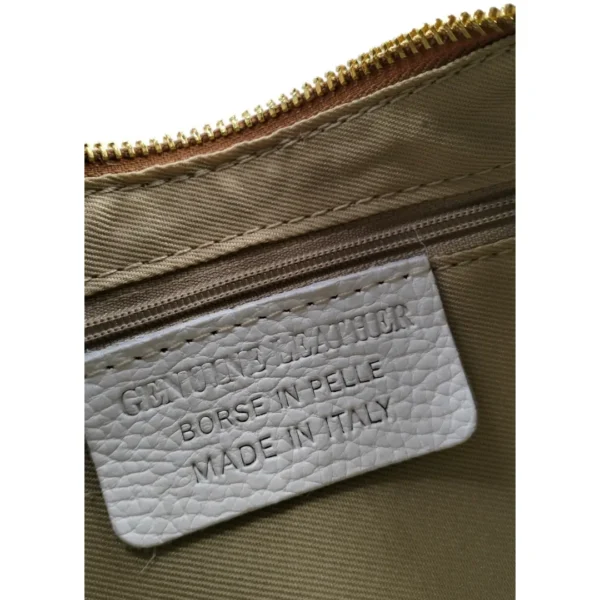 GENUINE LEATHER
BORSE IN PELLE
MADE IN ITALY